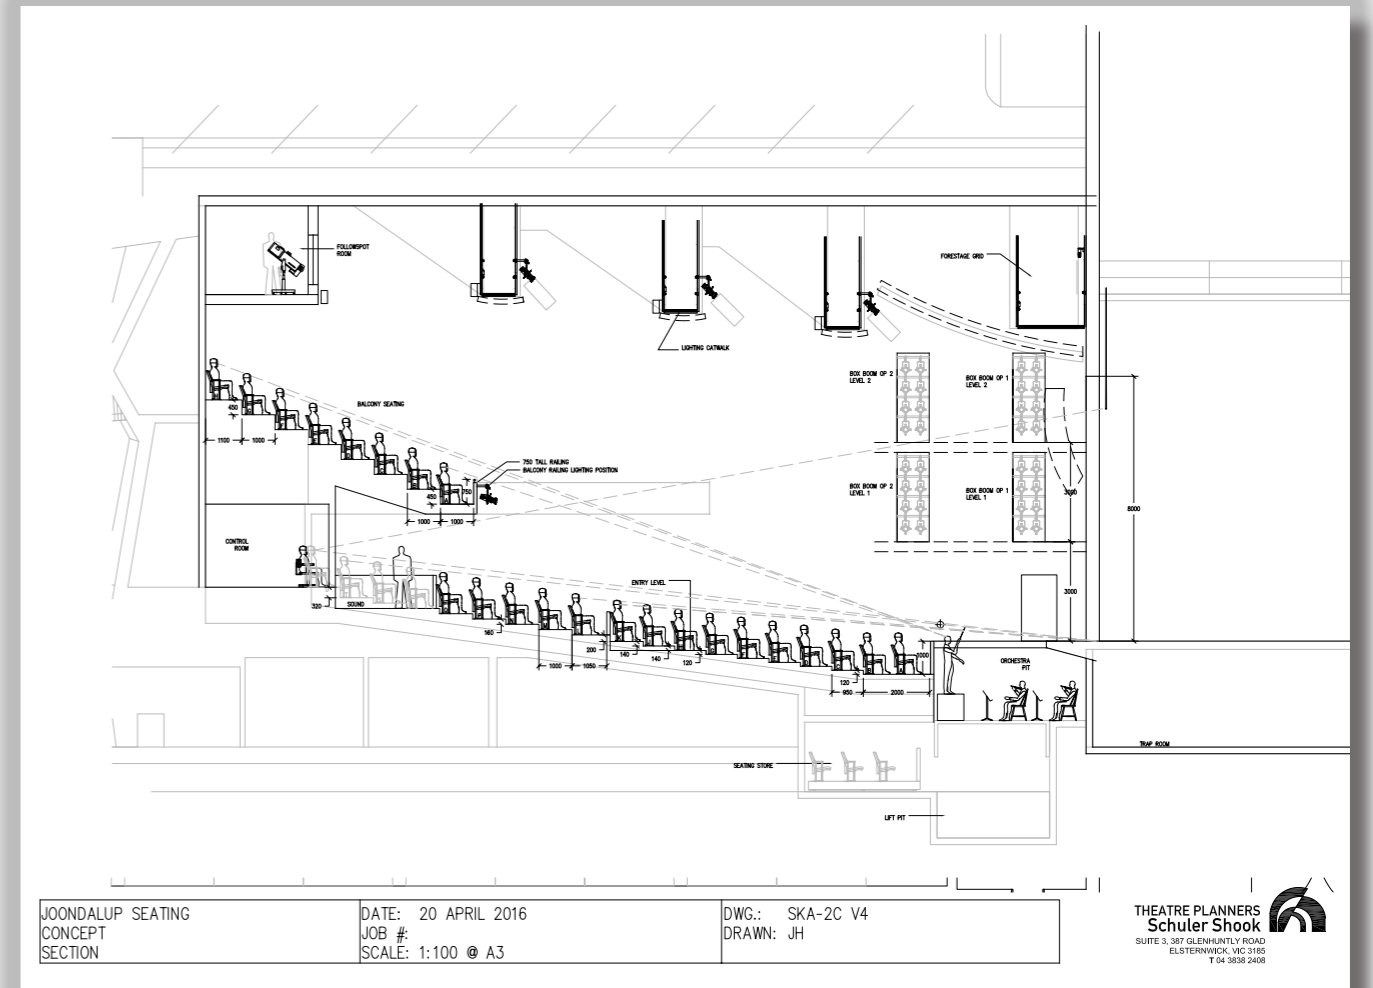 FOLLOWSPOT
ROOM
FORESTAGE GRID
LIGHTING CATWALK
BOX BOOM OP 2
LEVEL 2
BOX BOOM OP 1
LEVEL 2
450
BALCONY SEATING
1100
1000
750 TALL RAILING
BALCONY RAILING LIGHTING POSITION
450
750
BOX BOOM OP 2
LEVEL 1
BOX BOOM OP 1
LEVEL 1
3000
1000
1000
CONTROL
ROOM
ENTRY LEVEL
3000
320
SOUND
160
200
140
140
120
1000
1050
120
950
2000
1000
ORCHESTRA
PIT
TRAP ROOM
SEATING STORE
LIFT PIT
JOONDALUP SEATING
CONCEPT
SECTION
DATE: 20 APRIL 2016
JOB #:
SCALE: 1:100 @ A3
DWG.: SKA-2C V4
DRAWN: JH
THEATRE PLANNERS
Schuler Shook
SUITE 3, 387 GLENHUNTLY ROAD
ELSTERNWICK, VIC 3185
T 04 3838 2408